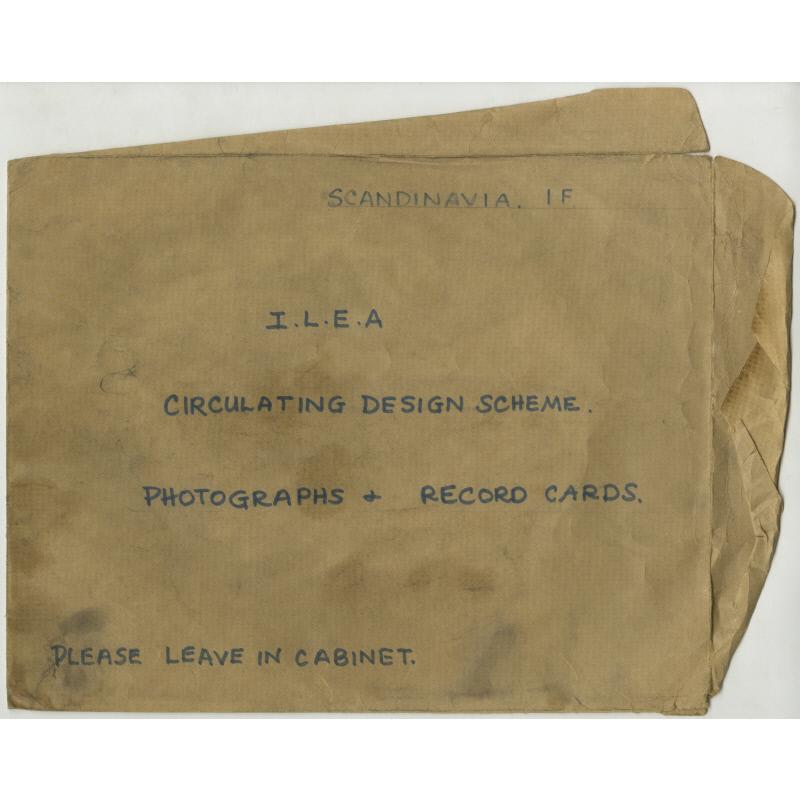 SCANDINAVIA. 1F
I.L.E.A
CIRCULATING DESIGN SCHEME.
PHOTOGRAPHS + RECORD CARDS.
PLEASE LEAVE IN CABINET.